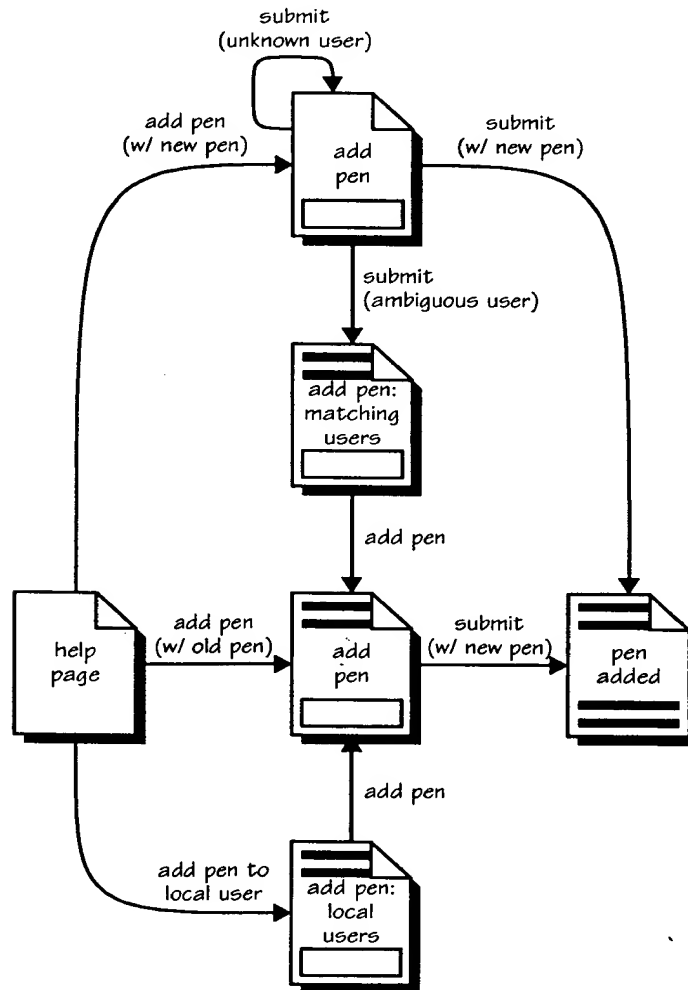 submit
(unknown user)
add pen
(w/ new pen)
submit
(w/ new pen)
add
pen
submit
(ambiguous user)
add pen:
matching
users
add pen
help
page
add pen
(w/ old pen)
add
pen
submit
(w/ new pen)
pen
added
add pen
add pen to
local user
add pen:
local
users